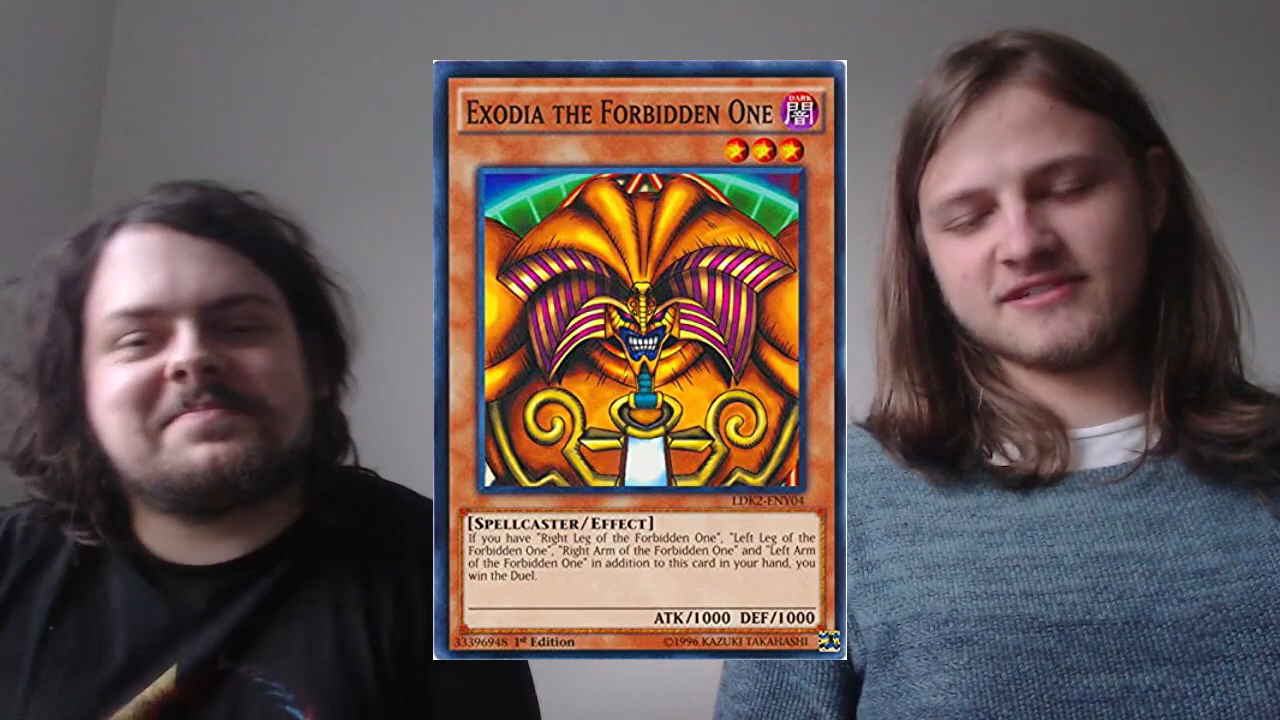 EXODIA THE FORBIDDEN ONE
DARK
闇
LDK2-ENY04
[SPELLCASTER/EFFECT]
If you have "Right Leg of the Forbidden One", "Left Leg of the
Forbidden One", "Right Arm of the Forbidden One" and "Left Arm
of the Forbidden One" in addition to this card in your hand, you
win the Duel.
ATK/1000 DEF/1000
33396948 1st Edition
©1996 KAZUKI TAKAHASHI